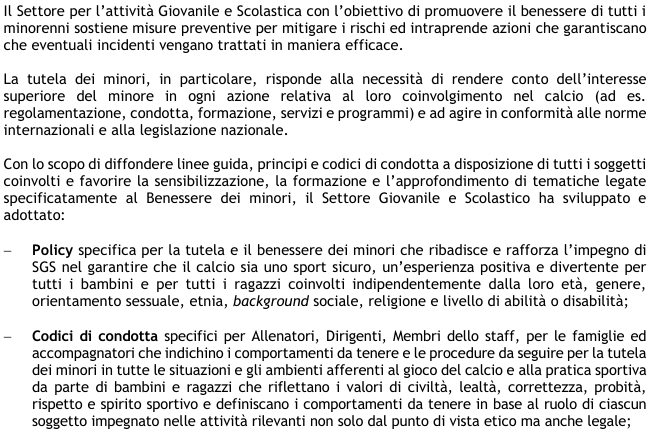 Il Settore per l’attività Giovanile e Scolastica con l’obiettivo di promuovere il benessere di tutti i
minorenni sostiene misure preventive per mitigare i rischi ed intraprende azioni che garantiscano
che eventuali incidenti vengano trattati in maniera efficace.
La tutela dei minori, in particolare, risponde alla necessità di rendere conto dell’interesse
superiore del minore in ogni azione relativa al loro coinvolgimento nel calcio (ad es.
regolamentazione, condotta, formazione, servizi e programmi) e ad agire in conformità alle norme
internazionali e alla legislazione nazionale.
Con lo scopo di diffondere linee guida, principi e codici di condotta a disposizione di tutti i soggetti
coinvolti e favorire la sensibilizzazione, la formazione e l’approfondimento di tematiche legate
specificatamente al Benessere dei minori, il Settore Giovanile e Scolastico ha sviluppato e
adottato:
− Policy specifica per la tutela e il benessere dei minori che ribadisce e rafforza l’impegno di
SGS nel garantire che il calcio sia uno sport sicuro, un’esperienza positiva e divertente per
tutti i bambini e per tutti i ragazzi coinvolti indipendentemente dalla loro età, genere,
orientamento sessuale, etnia, background sociale, religione e livello di abilità o disabilità;
− Codici di condotta specifici per Allenatori, Dirigenti, Membri dello staff, per le famiglie ed
accompagnatori che indichino i comportamenti da tenere e le procedure da seguire per la tutela
dei minori in tutte le situazioni e gli ambienti afferenti al gioco del calcio e alla pratica sportiva
da parte di bambini e ragazzi che riflettano i valori di civiltà, lealtà, correttezza, probità,
rispetto e spirito sportivo e definiscano i comportamenti da tenere in base al ruolo di ciascun
soggetto impegnato nelle attività rilevanti non solo dal punto di vista etico ma anche legale;